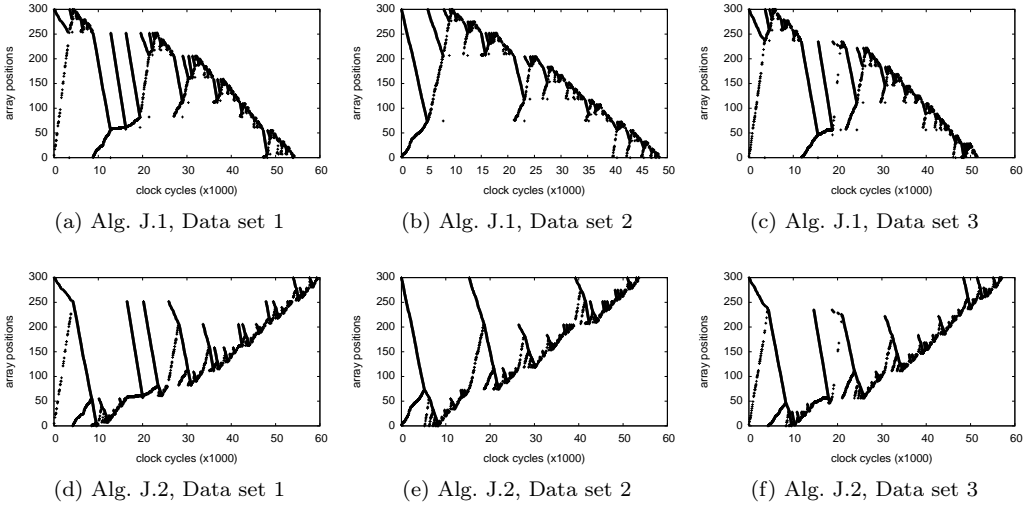 300
250
200
150
100
50
0
array positions
0 10 20 30 40 50 60
clock cycles (x1000)
(a) Alg. J.1, Data set 1
300
250
200
150
100
50
0
array positions
0 5 10 15 20 25 30 35 40 45 50
clock cycles (x1000)
(b) Alg. J.1, Data set 2
300
250
200
150
100
50
0
array positions
0 10 20 30 40 50 60
clock cycles (x1000)
(c) Alg. J.1, Data set 3
300
250
200
150
100
50
0
array positions
0 10 20 30 40 50 60
clock cycles (x1000)
(d) Alg. J.2, Data set 1
300
250
200
150
100
50
0
array positions
0 10 20 30 40 50 60
clock cycles (x1000)
(e) Alg. J.2, Data set 2
300
250
200
150
100
50
0
array positions
0 10 20 30 40 50 60
clock cycles (x1000)
(f) Alg. J.2, Data set 3